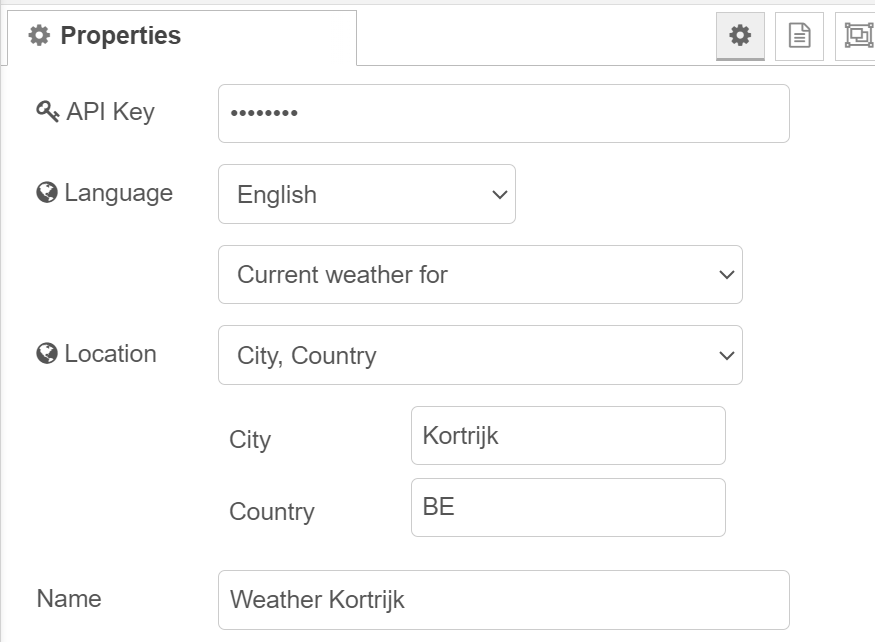 Properties
API Key
••••••••
Language English
Current weather for
Location City, Country
City Kortrijk
Country BE
Name Weather Kortrijk